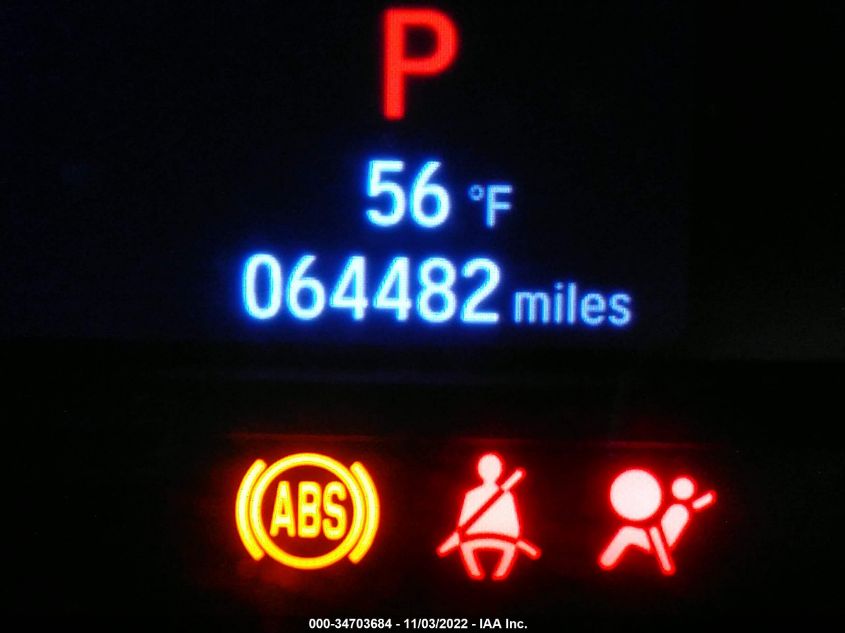 P
56 °F
064482 miles
ABS
000-34703684 - 11/03/2022 - IAA Inc.